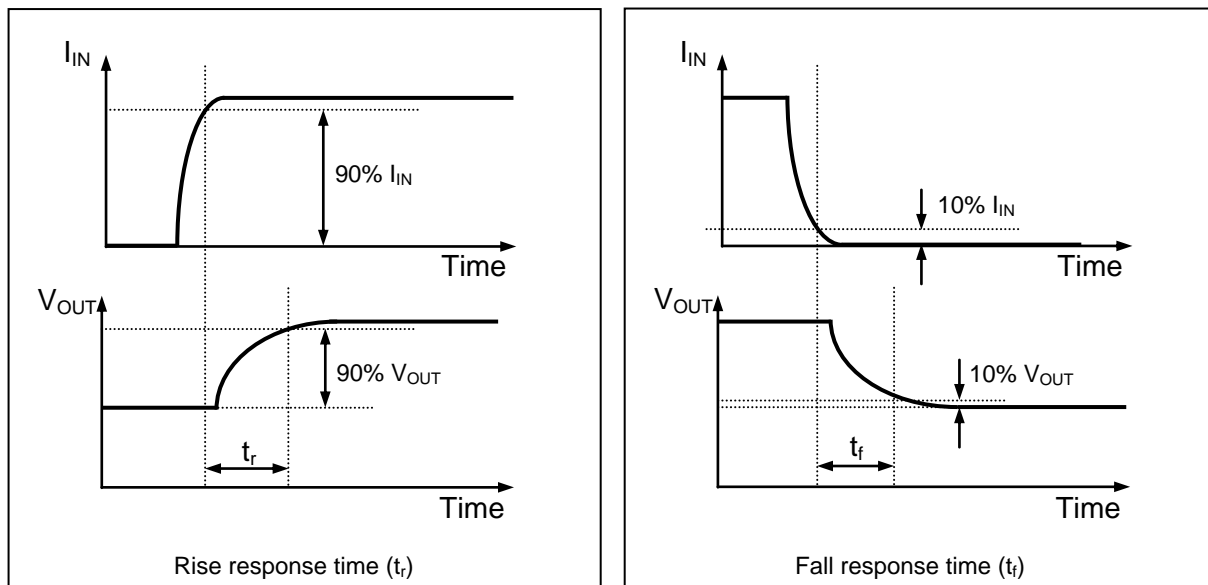 I_IN
90% I_IN
Time
V_OUT
90% V_OUT
t_r
Time
Rise response time (t_r)
I_IN
10% I_IN
Time
V_OUT
10% V_OUT
t_f
Time
Fall response time (t_f)